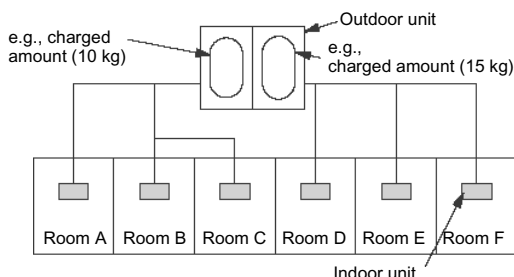 Outdoor unit
e.g., charged
amount (10 kg)
e.g.,
charged amount (15 kg)
Room A
Room B
Room C
Room D
Room E
Room F
Indoor unit